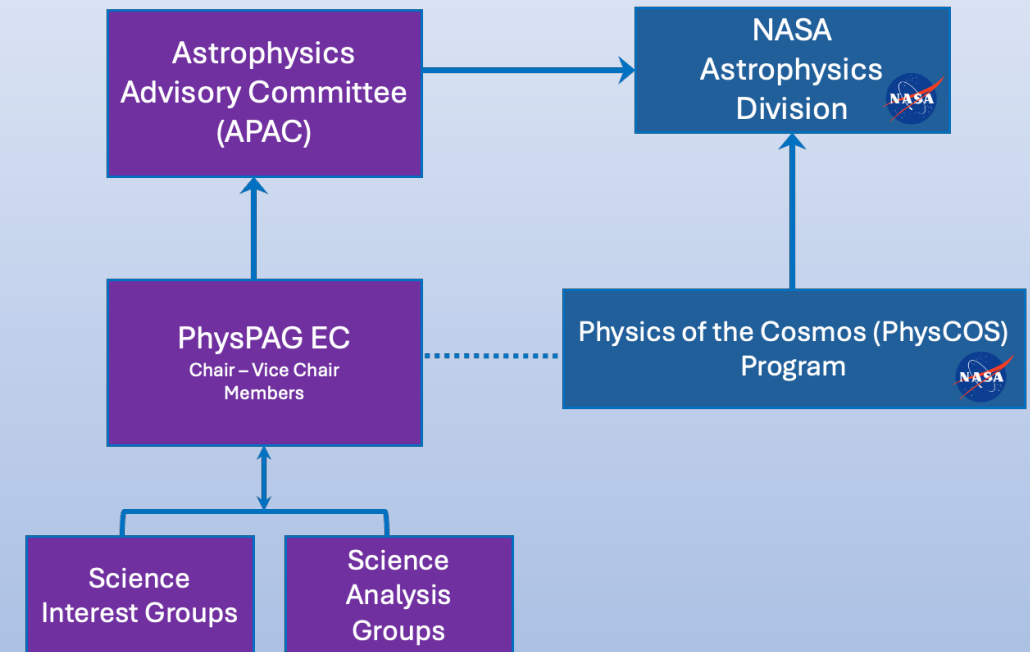 Astrophysics
Advisory Committee
(APAC)
NASA
Astrophysics
Division
NASA
PhysPAG EC
Chair – Vice Chair
Members
Physics of the Cosmos (PhysCOS)
Program
NASA
Science
Interest Groups
Science
Analysis
Groups